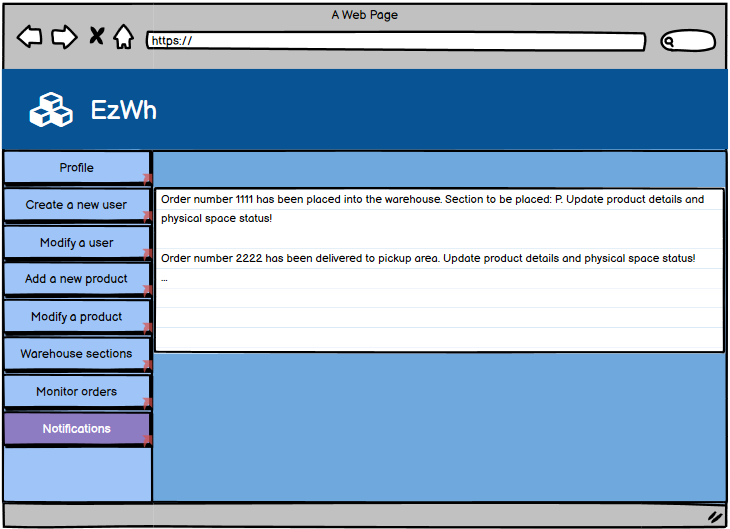 A Web Page
https://
EzWh
Profile
Create a new user
Modify a user
Add a new product
Modify a product
Warehouse sections
Monitor orders
Notifications
Order number 1111 has been placed into the warehouse. Section to be placed: P. Update product details and
physical space status!
Order number 2222 has been delivered to pickup area. Update product details and physical space status!
...